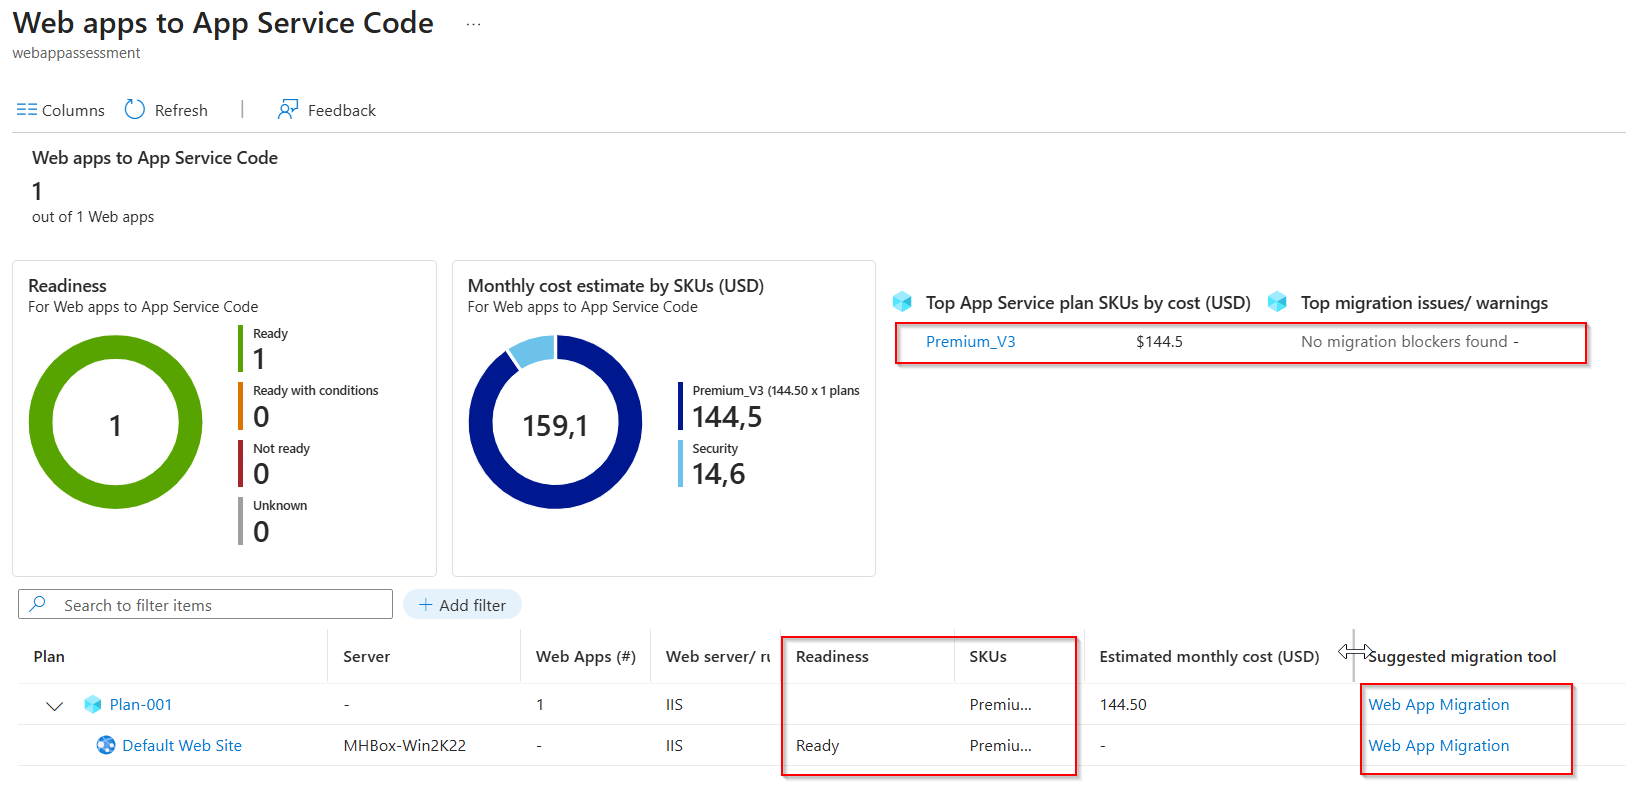 Web apps to App Service Code ...
webappassessment
Columns Refresh | Feedback
Web apps to App Service Code
1
out of 1 Web apps
Readiness
For Web apps to App Service Code
1
Ready
1
Ready with conditions
0
Not ready
0
Unknown
0
Monthly cost estimate by SKUs (USD)
For Web apps to App Service Code
159,1
Premium_V3 (144.50 x 1 plans
144,5
Security
14,6
Top App Service plan SKUs by cost (USD)
Premium_V3 $144.5
Top migration issues/ warnings
No migration blockers found -
Search to filter items
+ Add filter
Plan Server Web Apps (#) Web server/ ru Readiness SKUs Estimated monthly cost (USD) Suggested migration tool
Plan-001 - 1 IIS Premiu... 144.50 Web App Migration
Default Web Site MHBox-Win2K22 - IIS Ready Premiu... - Web App Migration